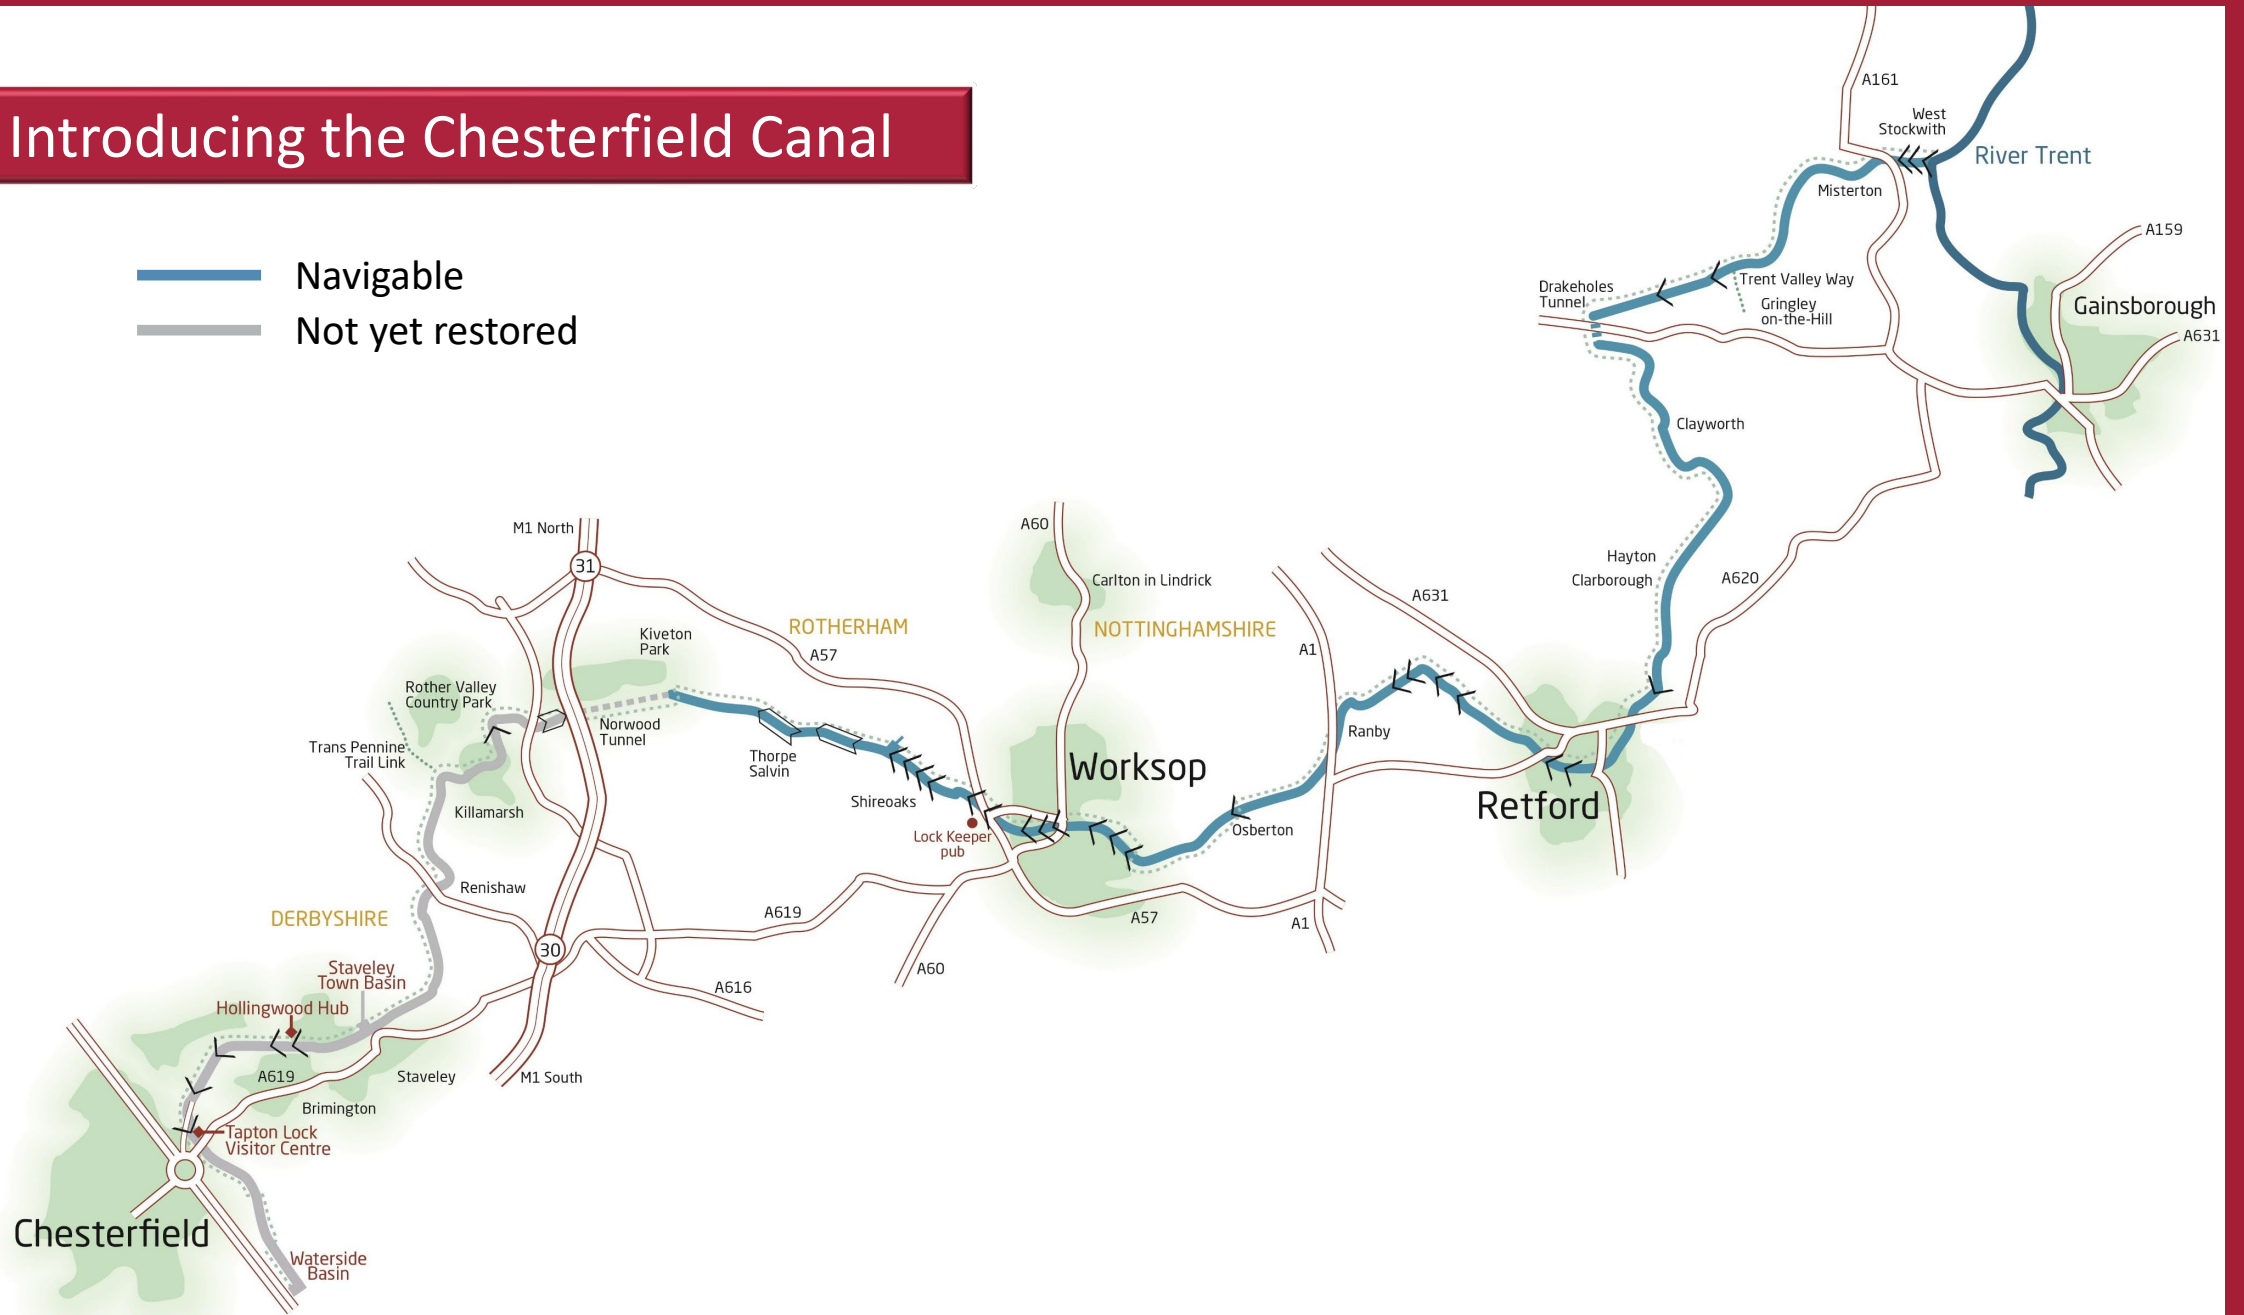 Introducing the Chesterfield Canal
Navigable
Not yet restored
A161
West
Stockwith
River Trent
Misterton
A159
Trent Valley Way
Drakeholes
Tunnel
Gringley
on-the-Hill
Gainsborough
A631
Clayworth
M1 North
A60
31
Hayton
Clarborough
A620
Carlton in Lindrick
A631
ROTHERHAM
NOTTINGHAMSHIRE
Kiveton
Park
A57
A1
Rother Valley
Country Park
Norwood
Tunnel
Ranby
Trans Pennine
Trail Link
Thorpe
Salvin
Worksop
Shireoaks
Retford
Killamarsh
Lock Keeper
pub
Osberton
Renishaw
DERBYSHIRE
A619
A57
A1
30
Staveley
Town Basin
A60
A616
Hollingwood Hub
A619
Staveley
M1 South
Brimington
Tapton Lock
Visitor Centre
Chesterfield
Waterside
Basin